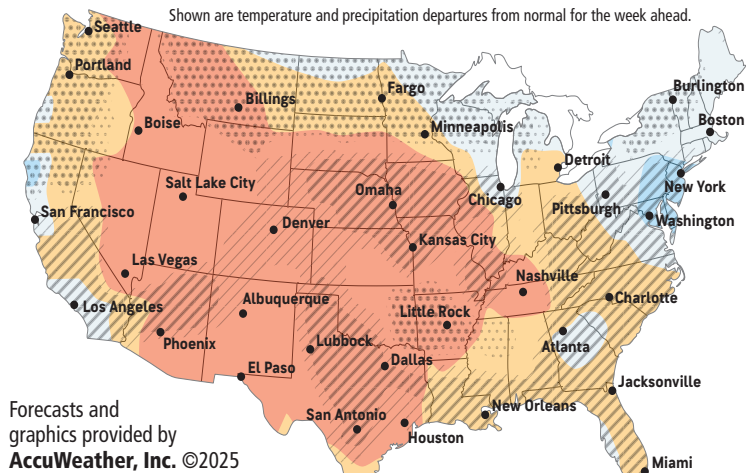 Shown are temperature and precipitation departures from normal for the week ahead.
Seattle
Portland
Billings
Boise
Fargo
Minneapolis
Burlington
Boston
Detroit
Salt Lake City
Omaha
Chicago
Pittsburgh
New York
Washington
San Francisco
Denver
Kansas City
Las Vegas
Nashville
Los Angeles
Albuquerque
Charlotte
Little Rock
Phoenix
Lubbock
Atlanta
El Paso
Dallas
Jacksonville
San Antonio
New Orleans
Houston
Miami
Forecasts and
graphics provided by
AccuWeather, Inc. ©2025